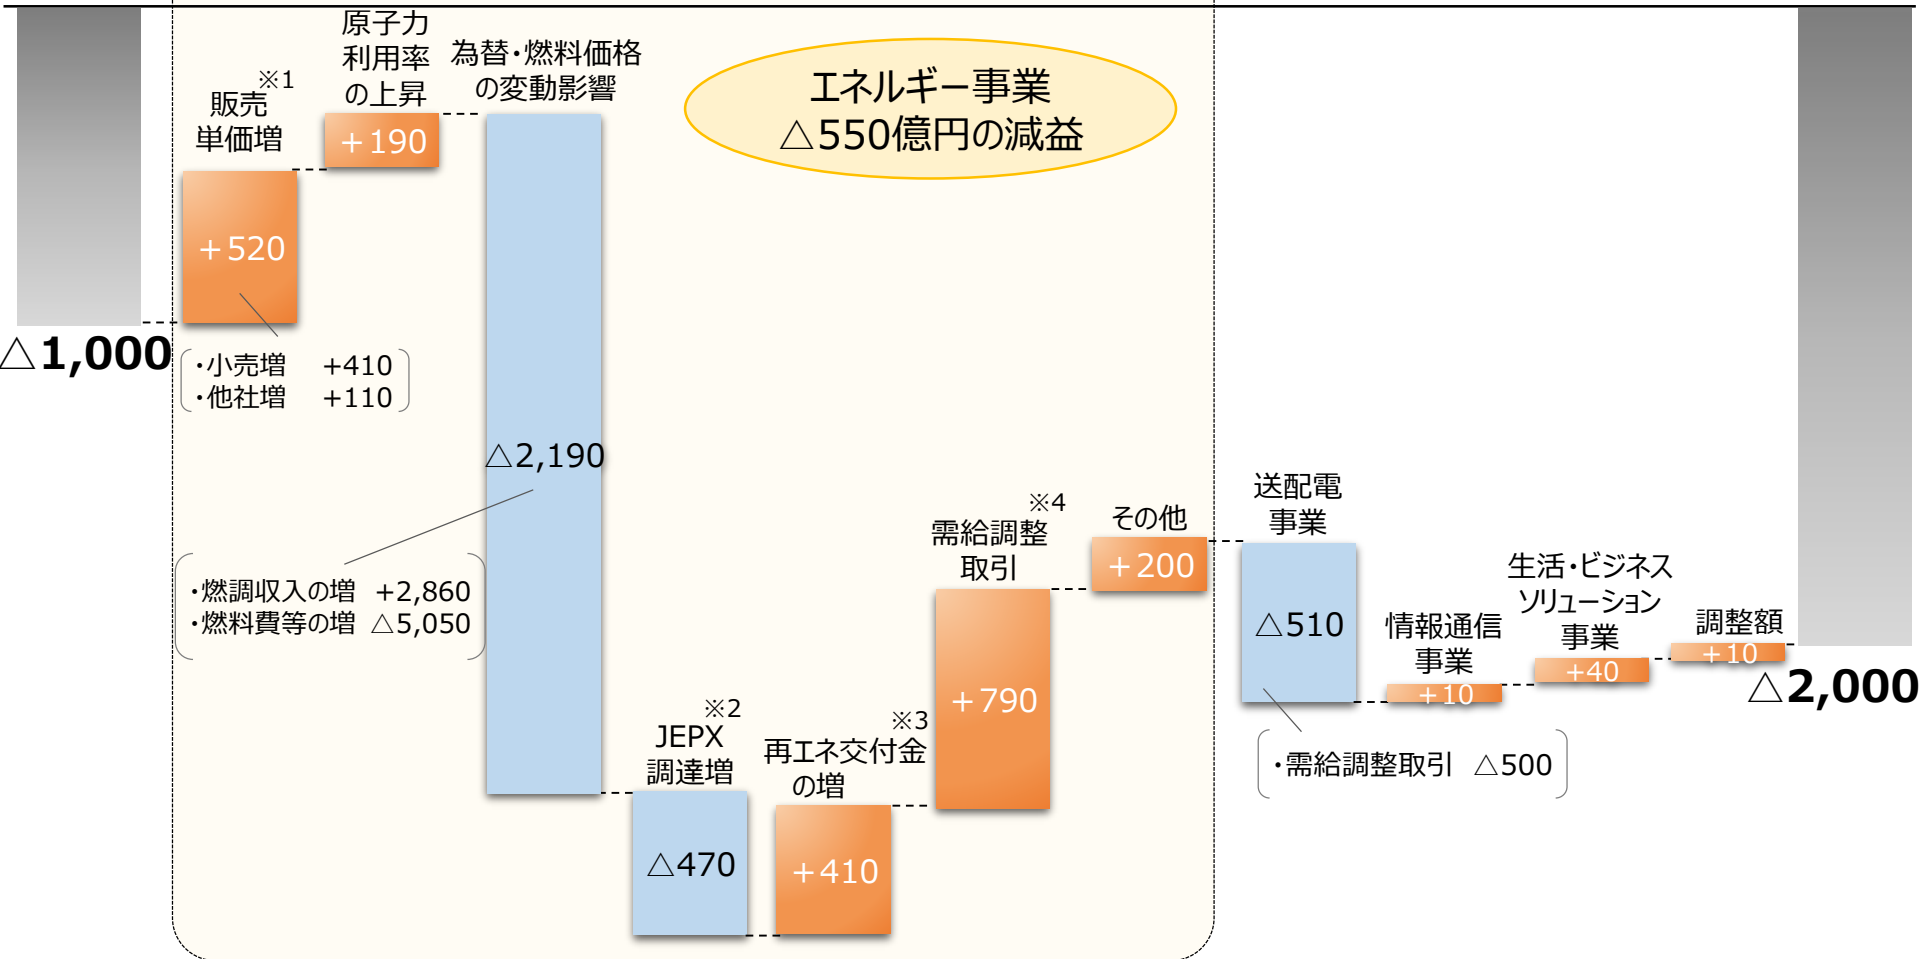 △1,000
※1
販売
単価増
+520
・小売増 +410
・他社増 +110
原子力
利用率
の上昇
+190
為替・燃料価格
の変動影響
△2,190
・燃調収入の増 +2,860
・燃料費等の増 △5,050
エネルギー事業
△550億円の減益
※2
JEPX
調達増
△470
※3
再エネ交付金
の増
+410
※4
需給調整
取引
+790
その他
+200
送配電
事業
△510
・需給調整取引 △500
情報通信
事業
+10
生活・ビジネス
ソリューション
事業
+40
調整額
+10
△2,000